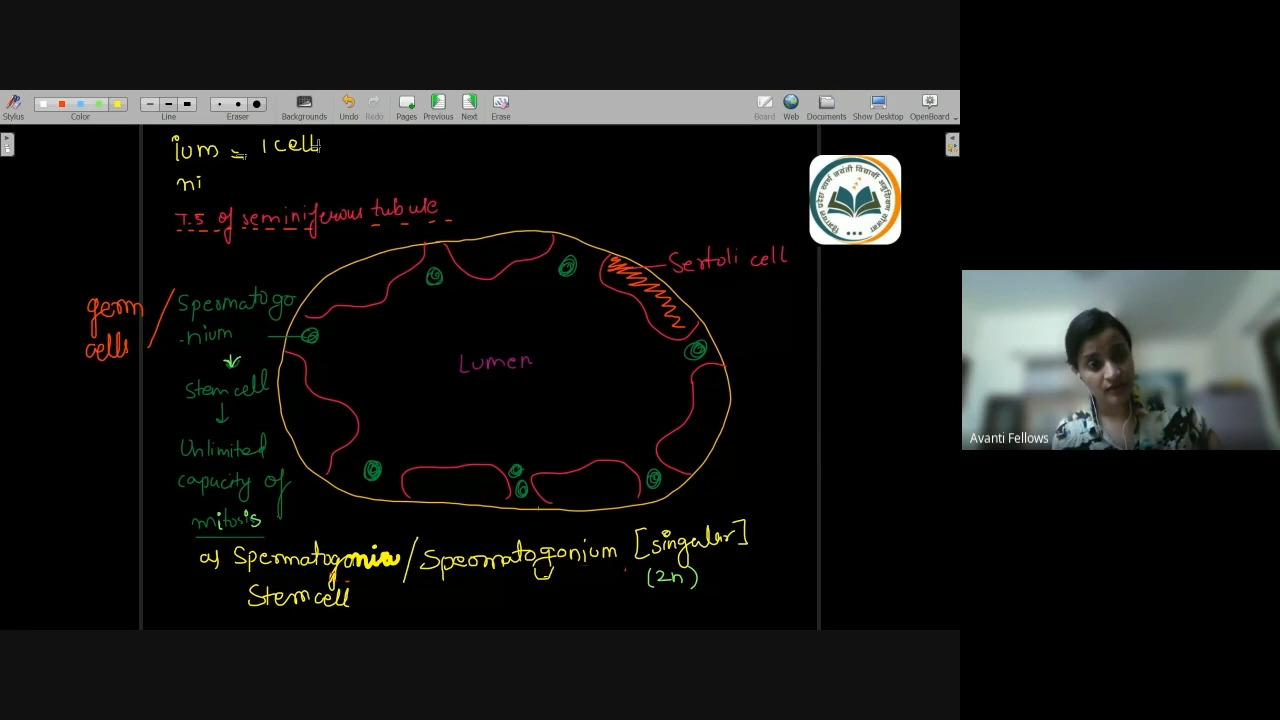 Stylus
Color
Line
Eraser
Backgrounds
Undo
Redo
Pages
Previous
Next
Erase
Board
Web
Documents
Show Desktop
OpenBoard
ium = 1 cell
ni
T.S of seminiferous tubule
Sertoli cell
germ
cells
Spermatogo
-nium
Stem cell
Unlimited
capacity of
mitosis
Lumen
a) Spermatogonia/Spermatogonium [singular]
(2n)
Stem cell
Avanti Fellows